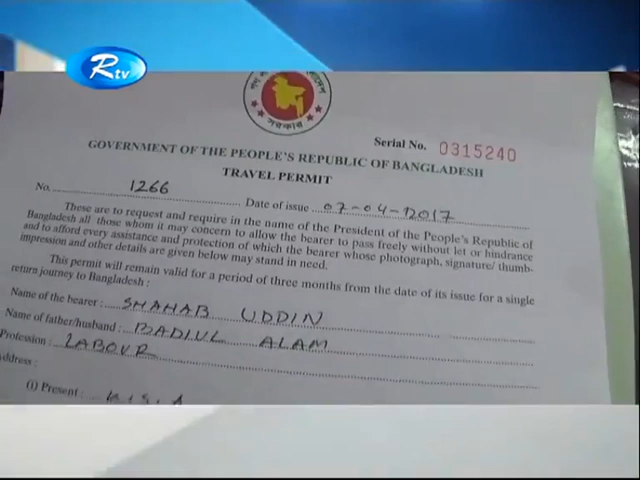 Rtv
সরকার
Serial No. 0315240
GOVERNMENT OF THE PEOPLE'S REPUBLIC OF BANGLADESH
TRAVEL PERMIT
No. 1266 Date of issue 07-04-2017
These are to request and require in the name of the President of the People's Republic of
Bangladesh all those whom it may concern to allow the bearer to pass freely without let or hindrance
and to afford every assistance and protection of which the bearer whose photograph, signature/ thumb-
impression and other details are given below may stand in need.
This permit will remain valid for a period of three months from the date of its issue for a single
return journey to Bangladesh :
Name of the bearer : SHAHAB UDDIN
Name of father/husband : BADIUL ALAM
Profession : LABOUR
Address :
(i) Present : K.S.A